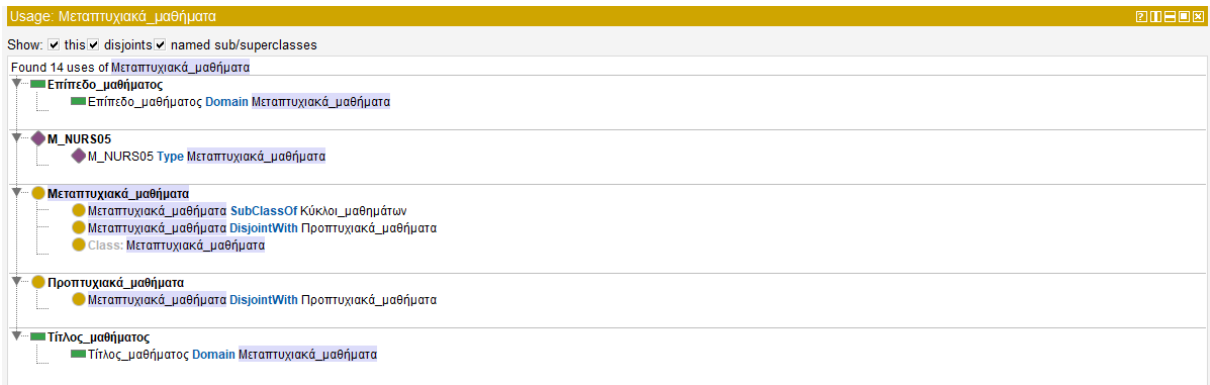 Usage: Μεταπτυχιακά_μαθήματα
Show: this disjoints named sub/superclasses
Found 14 uses of Μεταπτυχιακά_μαθήματα
Επίπεδο_μαθήματος
Επίπεδο_μαθήματος Domain Μεταπτυχιακά_μαθήματα
M_NURS05
M_NURS05 Type Μεταπτυχιακά_μαθήματα
Μεταπτυχιακά_μαθήματα
Μεταπτυχιακά_μαθήματα SubClassOf Κύκλοι_μαθημάτων
Μεταπτυχιακά_μαθήματα DisjointWith Προπτυχιακά_μαθήματα
Class: Μεταπτυχιακά_μαθήματα
Προπτυχιακά_μαθήματα
Μεταπτυχιακά_μαθήματα DisjointWith Προπτυχιακά_μαθήματα
Τίτλος_μαθήματος
Τίτλος_μαθήματος Domain Μεταπτυχιακά_μαθήματα